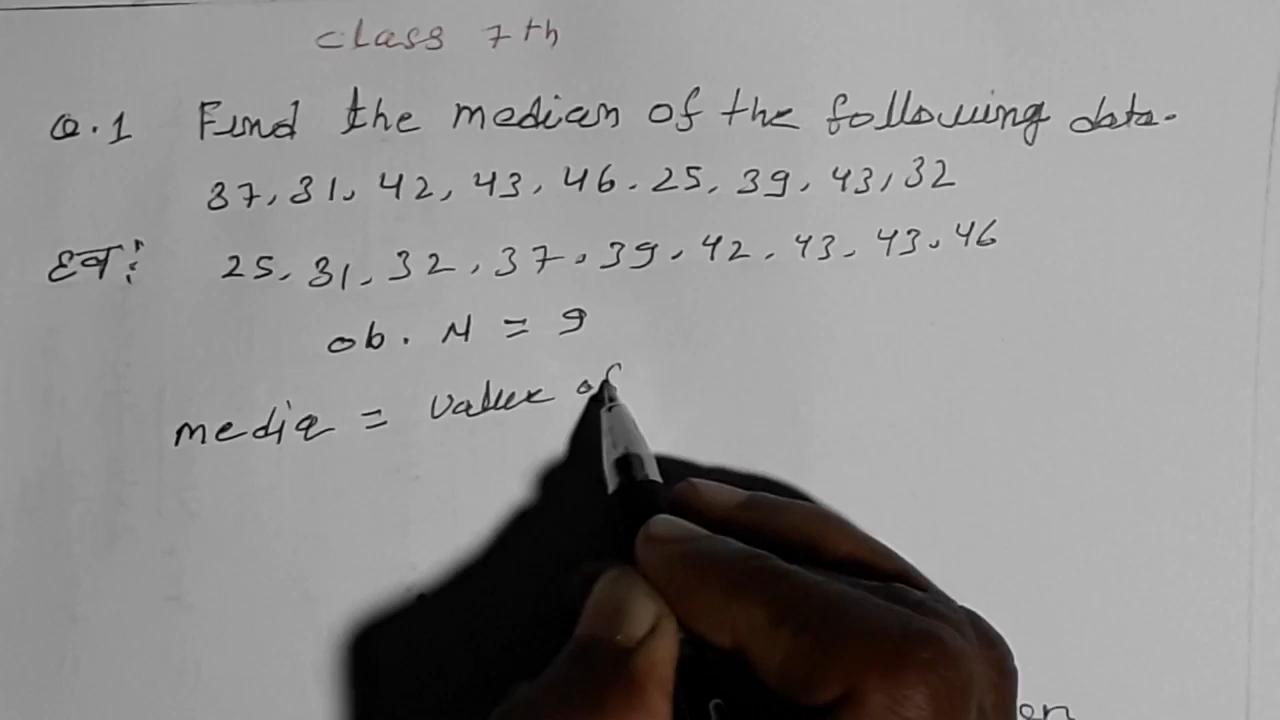 class 7th
Q.1 Find the median of the following data.
37, 31, 42, 43, 46. 25, 39, 43, 32
हल:
25, 31, 32, 37, 39, 42, 43, 43, 46
ob. N = 9
media = value of
en